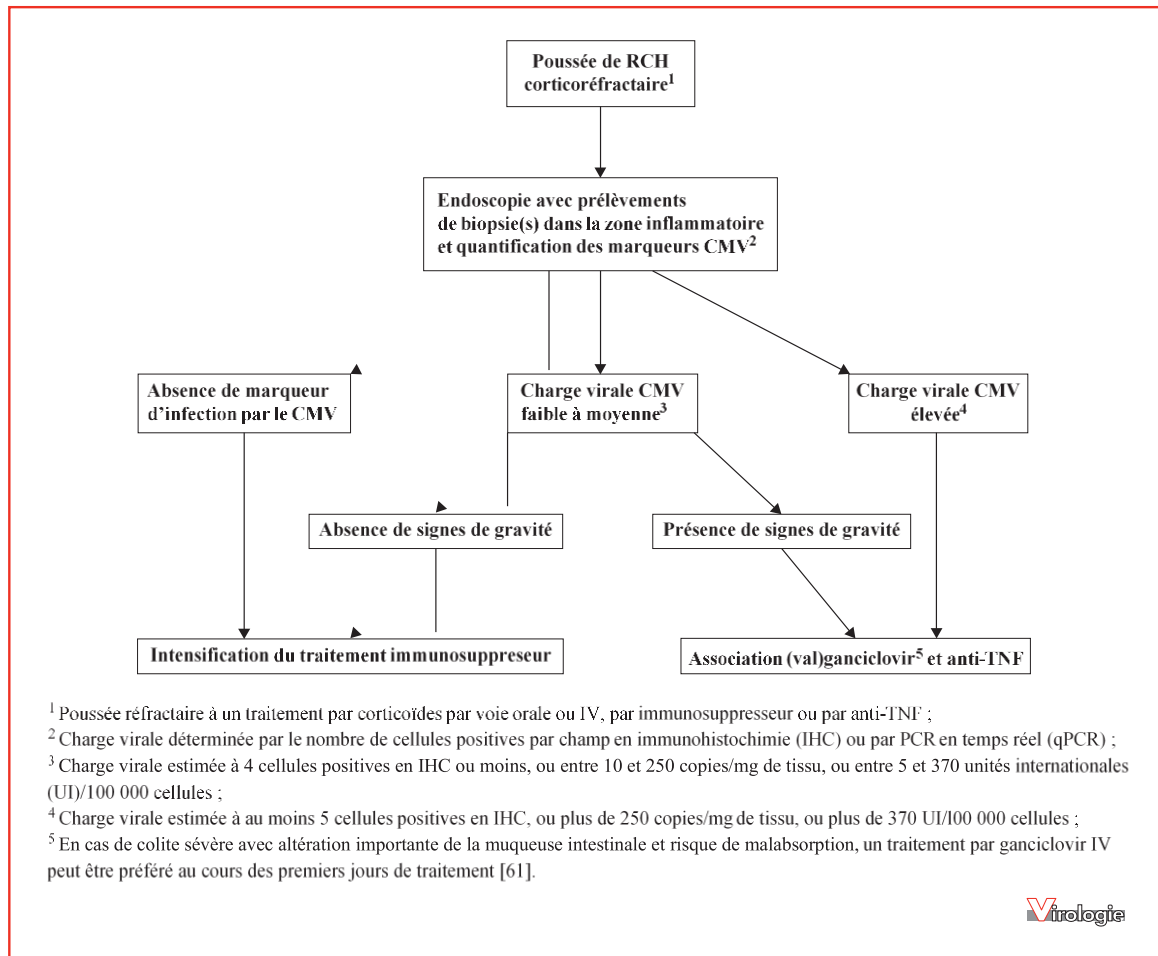 Poussée de RCH
corticoréfractaire1
Endoscopie avec prélèvements
de biopsie(s) dans la zone inflammatoire
et quantification des marqueurs CMV2
Absence de marqueur
d'infection par le CMV
Charge virale CMV
faible à moyenne3
Charge virale CMV
élevée4
Absence de signes de gravité
Présence de signes de gravité
Intensification du traitement immunosuppreseur
Association (val)ganciclovir5 et anti-TNF
1 Poussée réfractaire à un traitement par corticoïdes par voie orale ou IV, par immunosuppresseur ou par anti-TNF ;
2 Charge virale déterminée par le nombre de cellules positives par champ en immunohistochimie (IHC) ou par PCR en temps réel (qPCR) ;
3 Charge virale estimée à 4 cellules positives en IHC ou moins, ou entre 10 et 250 copies/mg de tissu, ou entre 5 et 370 unités internationales
(UI)/100 000 cellules ;
4 Charge virale estimée à au moins 5 cellules positives en IHC, ou plus de 250 copies/mg de tissu, ou plus de 370 UI/l00 000 cellules ;
5 En cas de colite sévère avec altération importante de la muqueuse intestinale et risque de malabsorption, un traitement par ganciclovir IV
peut être préféré au cours des premiers jours de traitement [61].
Virologie